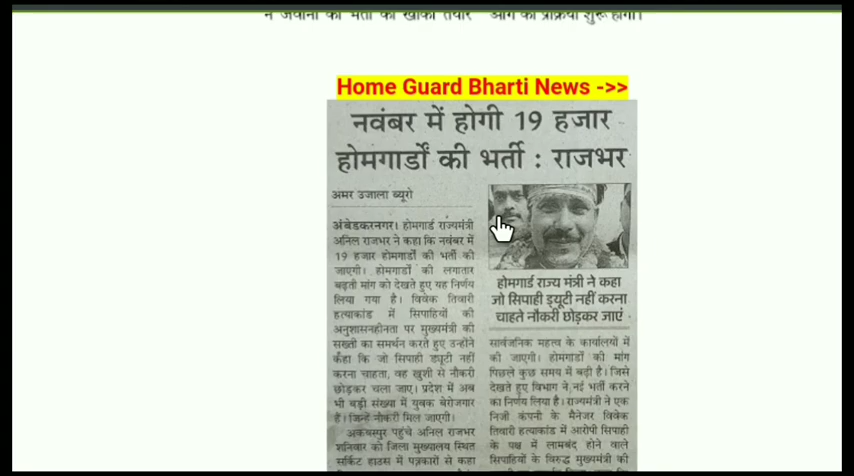 न जवानों की भर्ती का खाका तैयार आगे की प्रक्रिया शुरू होगी।
Home Guard Bharti News ->>
नवंबर में होगी 19 हजार
होमगार्डों की भर्ती : राजभर
अमर उजाला ब्यूरो
अंबेडकरनगर। होमगार्ड राज्यमंत्री
अनिल राजभर ने कहा कि नवंबर में
19 हजार होमगार्डों की भर्ती की
जाएगी। होमगार्डों की लगातार
बढ़ती मांग को देखते हुए यह निर्णय
लिया गया है। विवेक तिवारी
हत्याकांड में सिपाहियों की
अनुशासनहीनता पर मुख्यमंत्री की
सख्ती का समर्थन करते हुए उन्होंने
कहा कि जो सिपाही ड्यूटी नहीं
करना चाहता, वह खुशी से नौकरी
छोड़कर चला जाए। प्रदेश में अब
भी बड़ी संख्या में युवक बेरोजगार
हैं। जिन्हें नौकरी मिल जाएगी।
अकबरपुर पहुंचे अनिल राजभर
शनिवार को जिला मुख्यालय स्थित
सर्किट हाउस में पत्रकारों से कहा
होमगार्ड राज्य मंत्री ने कहा
जो सिपाही ड्यूटी नहीं करना
चाहते नौकरी छोड़कर जाएं
सार्वजनिक महत्व के कार्यालयों में
की जाएगी। होमगार्डों की मांग
पिछले कुछ समय में बढ़ी है। जिसे
देखते हुए विभाग ने नई भर्ती करने
का निर्णय लिया है। राज्यमंत्री ने एक
निजी कंपनी के मैनेजर विवेक
तिवारी हत्याकांड में आरोपी सिपाही
के पक्ष में लामबंद होने वाले
सिपाहियों के विरुद्ध मुख्यमंत्री की